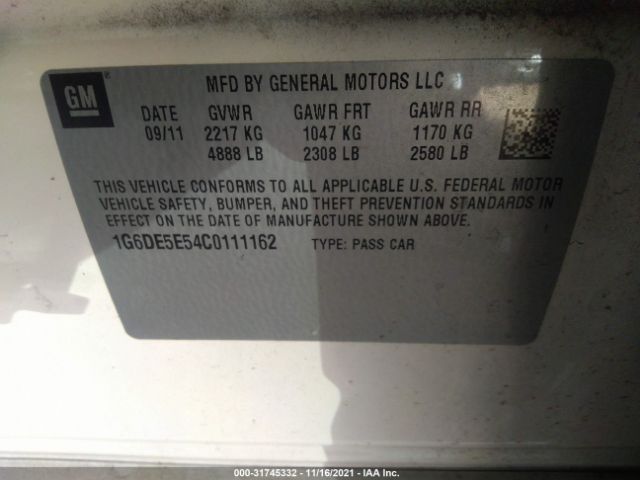 GM
MFD BY GENERAL MOTORS LLC
DATE GVWR GAWR FRT GAWR RR
09/11 2217 KG 1047 KG 1170 KG
4888 LB 2308 LB 2580 LB
THIS VEHICLE CONFORMS TO ALL APPLICABLE U.S. FEDERAL MOTOR
VEHICLE SAFETY, BUMPER, AND THEFT PREVENTION STANDARDS IN
EFFECT ON THE DATE OF MANUFACTURE SHOWN ABOVE.
1G6DE5E54C0111162 TYPE: PASS CAR
000-31745332 - 11/16/2021 - IAA Inc.